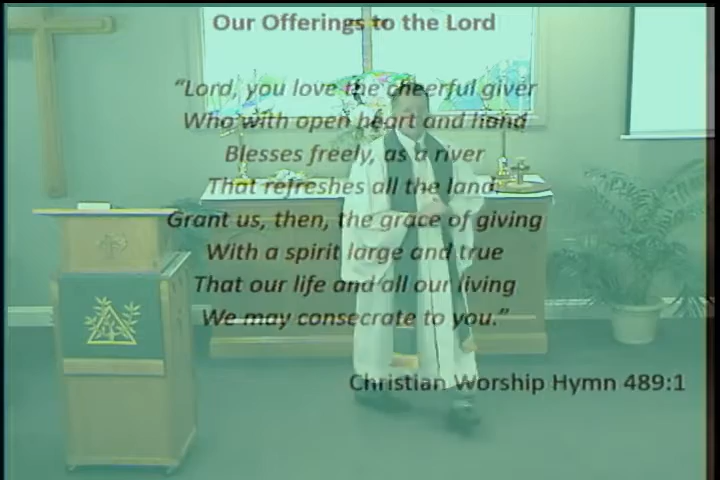 Our Offerings to the Lord
“Lord, you love the cheerful giver
Who with open heart and hand
Blesses freely, as a river
That refreshes all the land.
Grant us, then, the grace of giving
With a spirit large and true
That our life and all our living
We may consecrate to you.”
Christian Worship Hymn 489:1